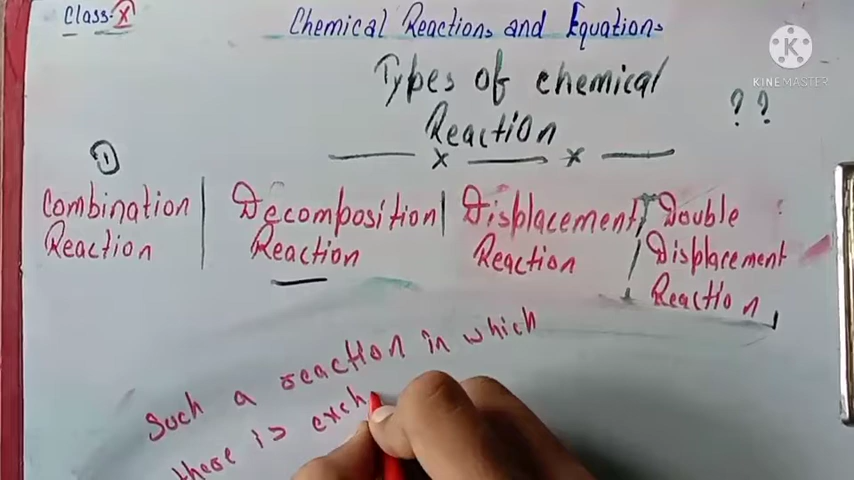 Class-X
Chemical Reactions and Equations
KINEMASTER
Types of chemical
Reaction
? ?
1
Combination
Reaction
Decomposition
Reaction
Displacement
Reaction
Double
Displacement
Reaction
Such a reaction in which
there is exch